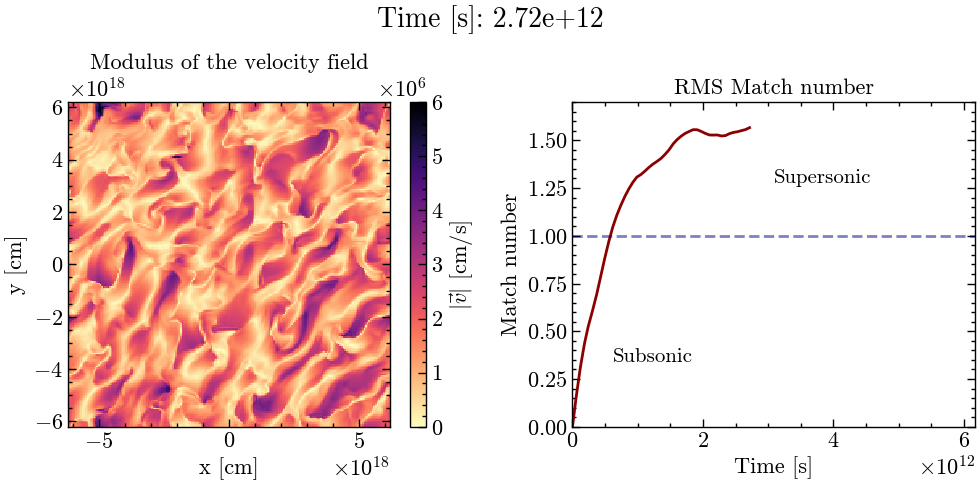 Time [s]: 2.72e+12
Modulus of the velocity field
×10^18
×10^6
6
4
2
0
−2
−4
−6
y [cm]
−5 0 5
x [cm]
×10^18
6
5
4
3
2
1
0
|v⃗| [cm/s]
RMS Match number
1.50
1.25
1.00
0.75
0.50
0.25
0.00
Match number
Supersonic
Subsonic
0 2 4 6
Time [s]
×10^12